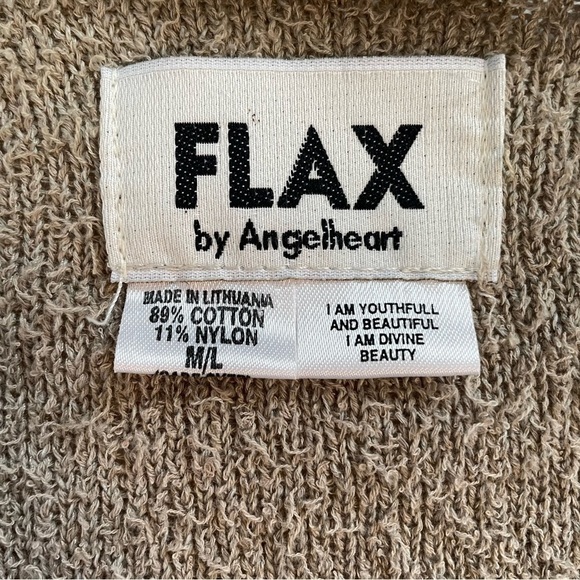 FLAX
by Angelheart
MADE IN LITHUANIA
89% COTTON
11% NYLON
M/L
I AM YOUTHFULL
AND BEAUTIFUL
I AM DIVINE
BEAUTY